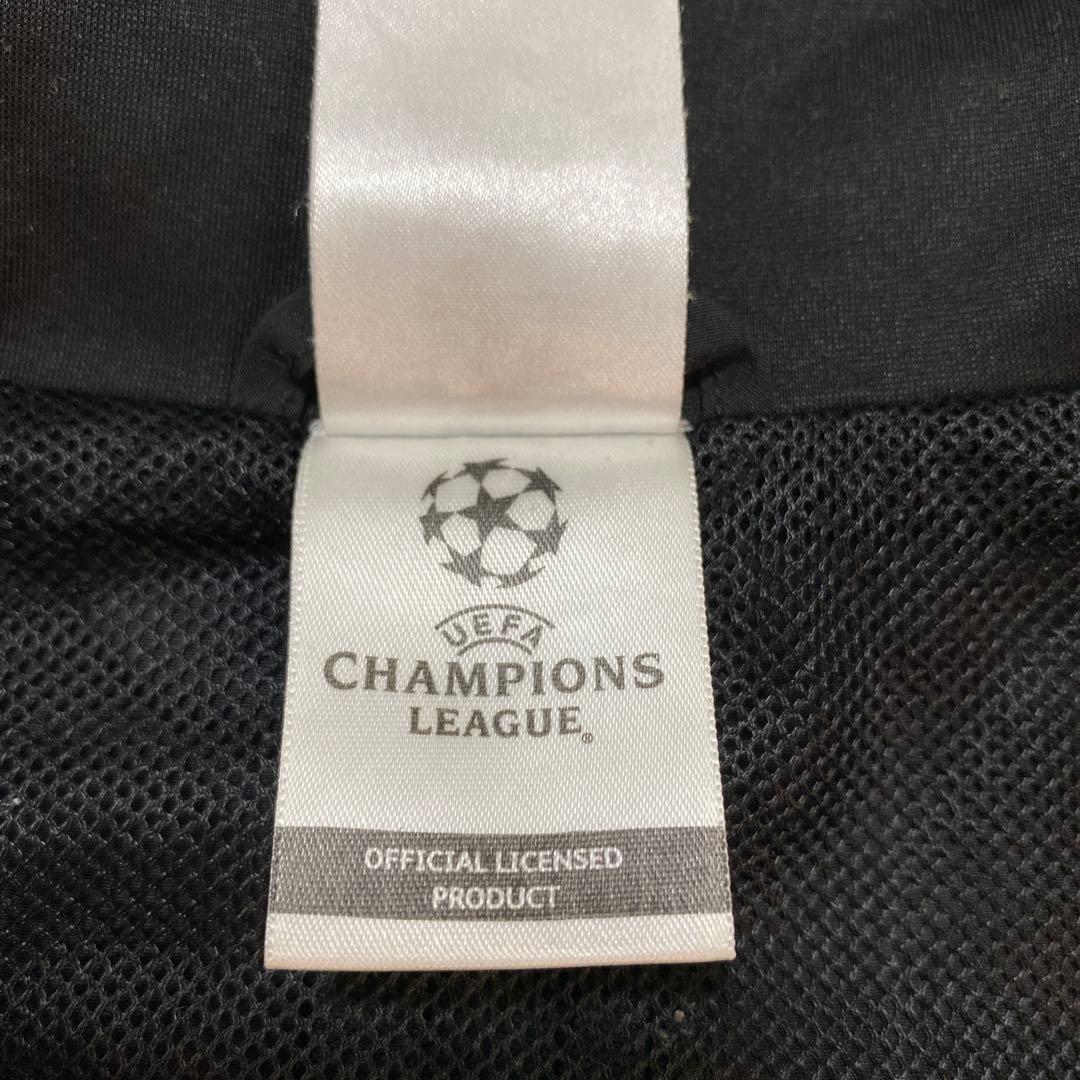 UEFA
CHAMPIONS
LEAGUE®
OFFICIAL LICENSED
PRODUCT